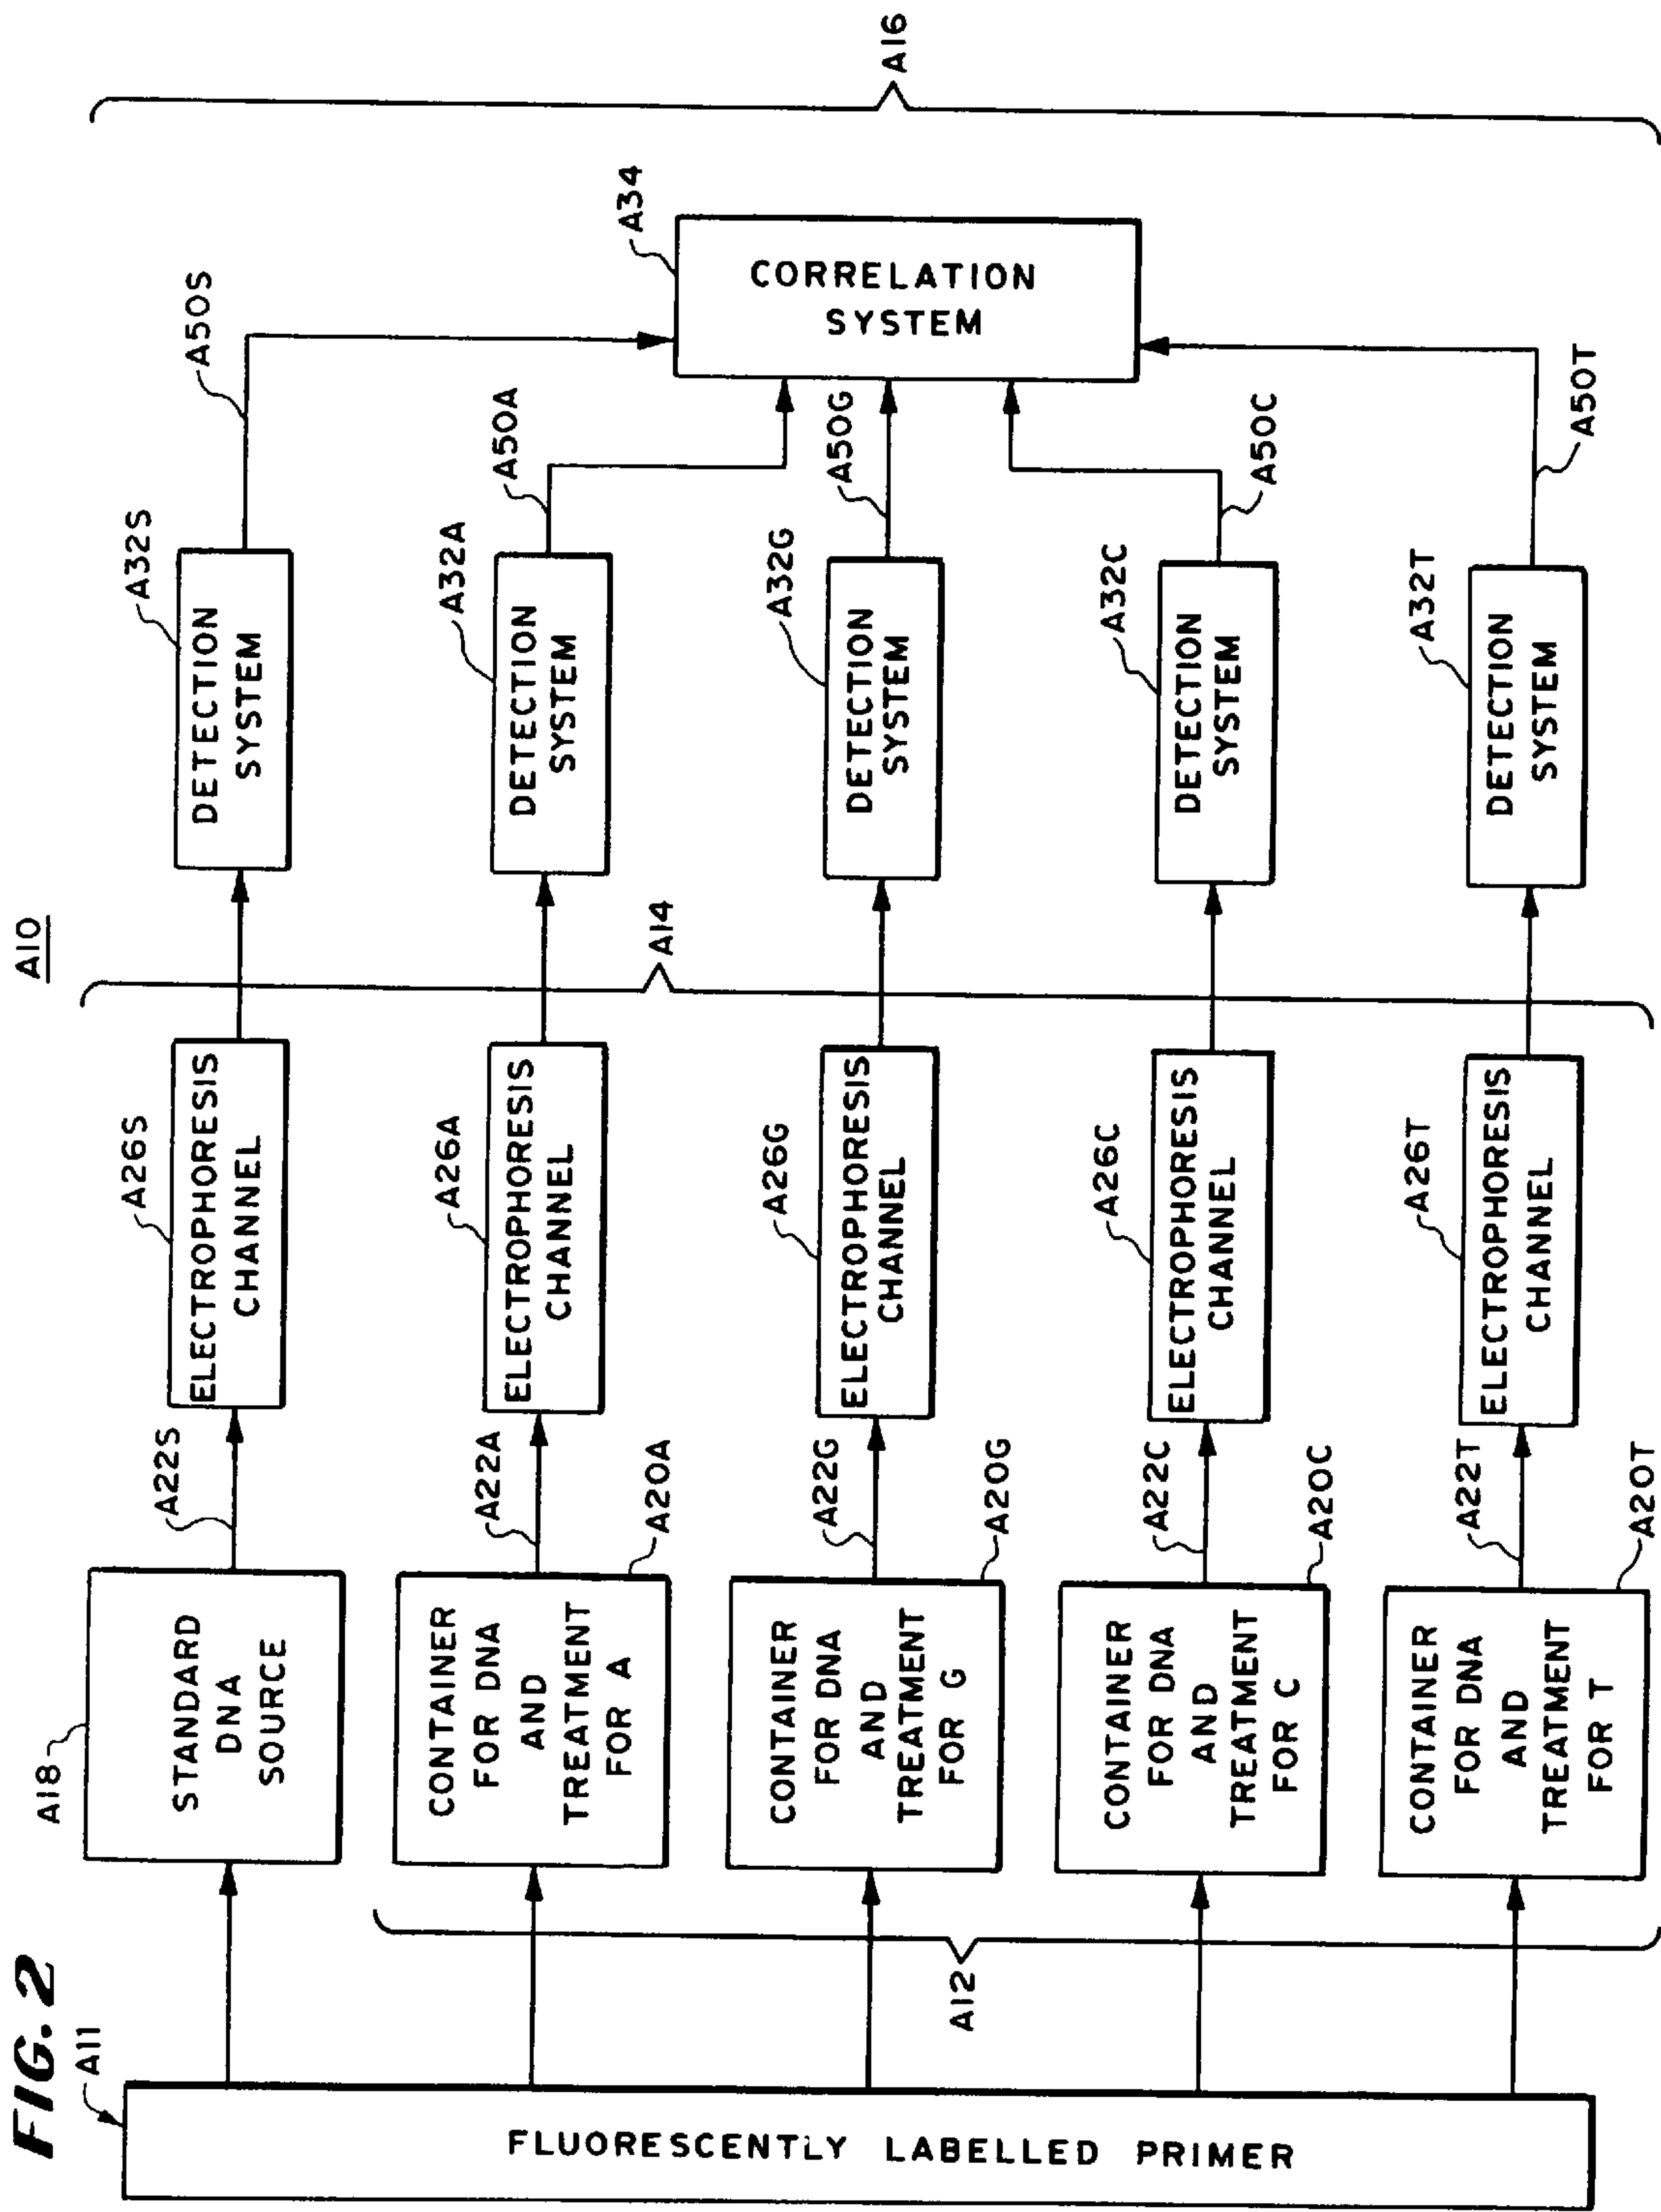 FIG. 2
A10
A11
FLUORESCENTLY LABELLED PRIMER
A12
A14
A16
A18
STANDARD
DNA
SOURCE
A22S
A26S
ELECTROPHORESIS
CHANNEL
A32S
DETECTION
SYSTEM
A50S
CONTAINER
FOR DNA
AND
TREATMENT
FOR A
A20A
A22A
A26A
ELECTROPHORESIS
CHANNEL
A32A
DETECTION
SYSTEM
A50A
CONTAINER
FOR DNA
AND
TREATMENT
FOR G
A20G
A22G
A26G
ELECTROPHORESIS
CHANNEL
A32G
DETECTION
SYSTEM
A50G
CONTAINER
FOR DNA
AND
TREATMENT
FOR C
A20C
A22C
A26C
ELECTROPHORESIS
CHANNEL
A32C
DETECTION
SYSTEM
A50C
CONTAINER
FOR DNA
AND
TREATMENT
FOR T
A20T
A22T
A26T
ELECTROPHORESIS
CHANNEL
A32T
DETECTION
SYSTEM
A50T
A34
CORRELATION
SYSTEM